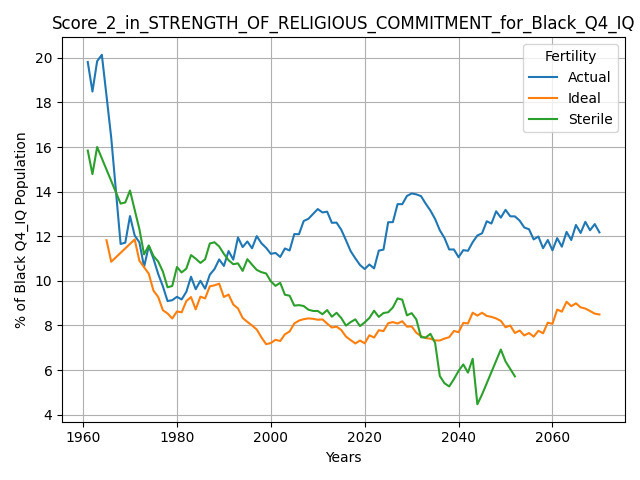 Score_2_in_STRENGTH_OF_RELIGIOUS_COMMITMENT_for_Black_Q4_IQ
Fertility
Actual
Ideal
Sterile
% of Black Q4_IQ Population
20
18
16
14
12
10
8
6
4
1960 1980 2000 2020 2040 2060
Years